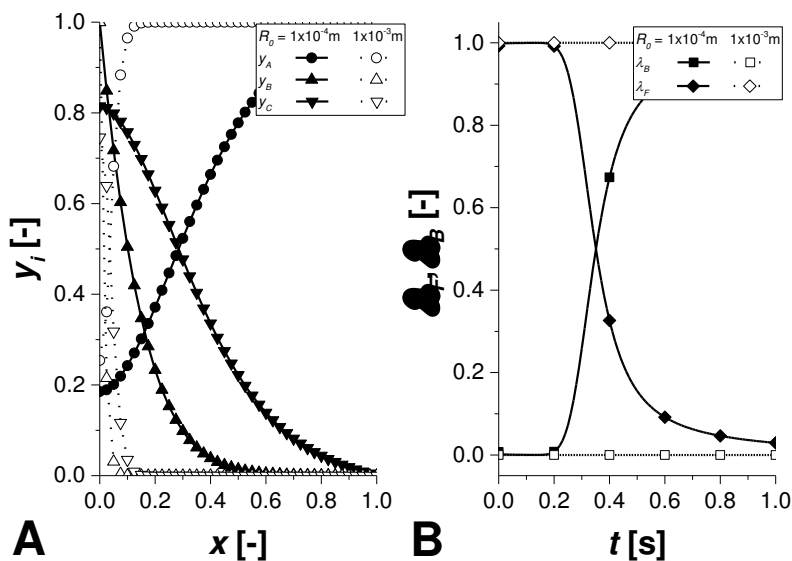 1.0
0.8
0.6
0.4
0.2
0.0
0.0 0.2 0.4 0.6 0.8 1.0
y_i [-]
x [-]
A
R_0 = 1x10^-4m 1x10^-3m
y_A
y_B
y_C
1.0
0.8
0.6
0.4
0.2
0.0
0.0 0.2 0.4 0.6 0.8 1.0
F, B [-]
t [s]
B
R_0 = 1x10^-4m 1x10^-3m
λ_B
λ_F